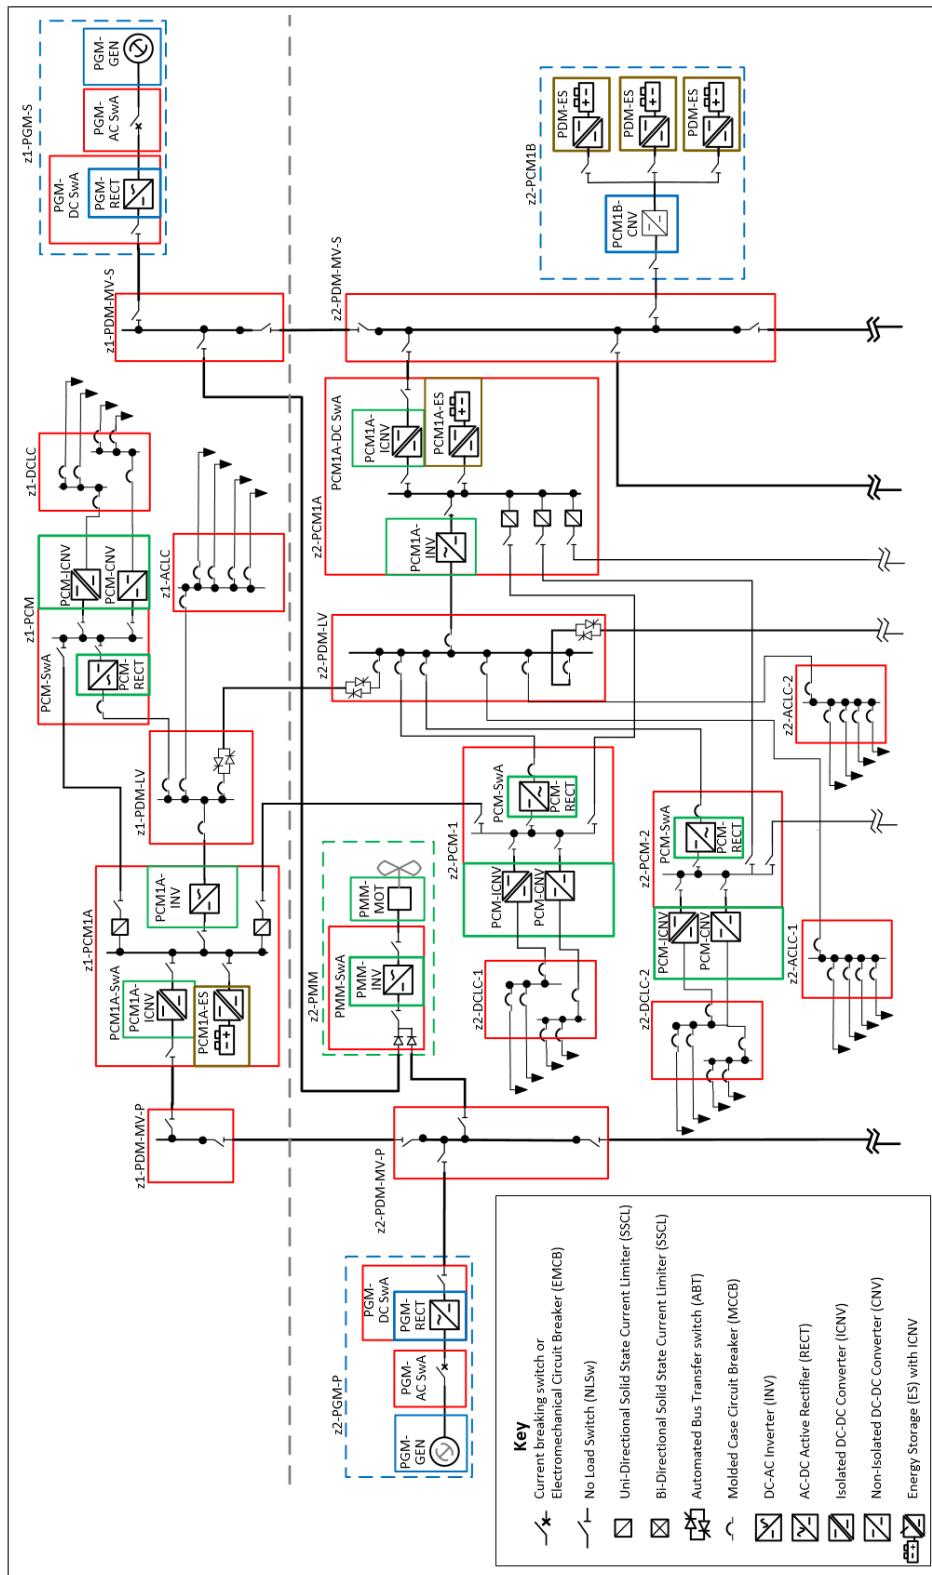 z1-PGM-S
PGM-
GEN
PGM-
AC SwA
PGM-
DC SwA
PGM-
RECT
z1-PDM-MV-S
z1-DCLC
z1-PCM
PCM-ICNV
PCM-CNV
PCM-SwA
PCM-
RECT
z1-ACLC
z1-PDM-LV
z1-PCM1A
PCM1A-
INV
PCM1A-SwA
PCM1A-
ICNV
PCM1A-ES
z1-PDM-MV-P
z2-PCM1B
PDM-ES
PDM-ES
PDM-ES
PCM1B-
CNV
z2-PDM-MV-S
z2-PCM1A
PCM1A-DC SwA
PCM1A-
ICNV
PCM1A-ES
PCM1A-
INV
z2-PDM-LV
z2-ACLC-2
z2-PCM-1
PCM-SwA
PCM-
RECT
PCM-ICNV
PCM-CNV
z2-PCM-2
PCM-SwA
PCM-
RECT
PCM-ICNV
PCM-CNV
z2-PMM
PMM-
MOT
PMM-SwA
PMM-
INV
z2-DCLC-1
z2-DCLC-2
z2-ACLC-1
z2-PDM-MV-P
z2-PGM-P
PGM-
DC SwA
PGM-
RECT
PGM-
AC SwA
PGM-
GEN
Key
Current breaking switch or
Electromechanical Circuit Breaker (EMCB)
No Load Switch (NLSw)
Uni-Directional Solid State Current Limiter (SSCL)
Bi-Directional Solid State Current Limiter (SSCL)
Automated Bus Transfer switch (ABT)
Molded Case Circuit Breaker (MCCB)
DC-AC Inverter (INV)
AC-DC Active Rectifier (RECT)
Isolated DC-DC Converter (ICNV)
Non-Isolated DC-DC Converter (CNV)
Energy Storage (ES) with ICNV